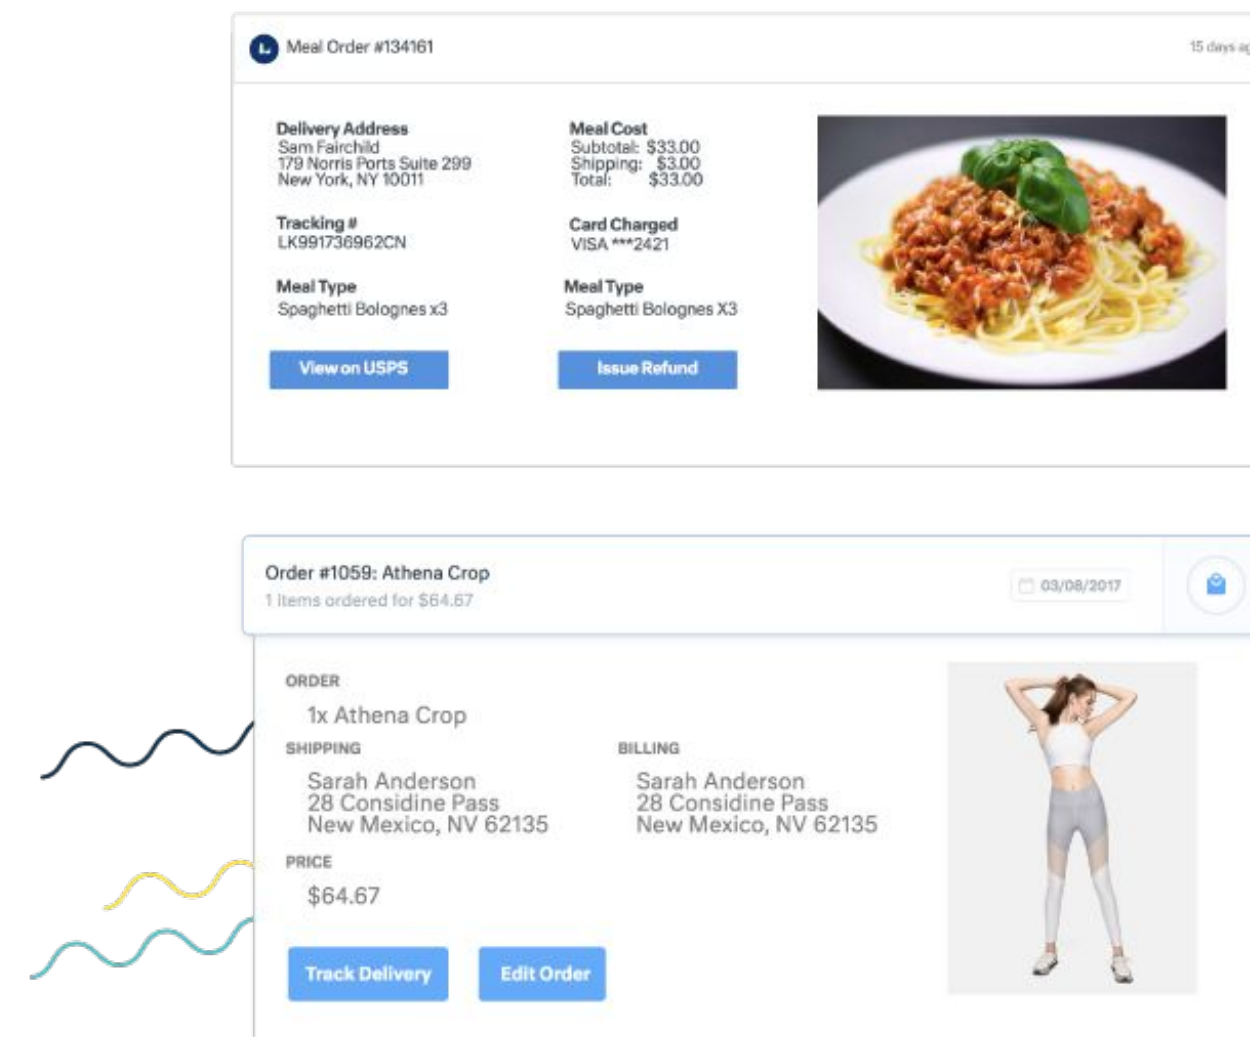 Meal Order #134161
15 days
Delivery Address
Sam Fairchild
179 Norris Ports Suite 299
New York, NY 10011
Meal Cost
Subtotal: $33.00
Shipping: $3.00
Total: $33.00
Tracking #
LK991736962CN
Card Charged
VISA ***2421
Meal Type
Spaghetti Bolognes x3
Meal Type
Spaghetti Bolognes X3
View on USPS
Issue Refund
Order #1059: Athena Crop
1 Items ordered for $64.67
03/08/2017
ORDER
1x Athena Crop
SHIPPING
Sarah Anderson
28 Considine Pass
New Mexico, NV 62135
BILLING
Sarah Anderson
28 Considine Pass
New Mexico, NV 62135
PRICE
$64.67
Track Delivery
Edit Order